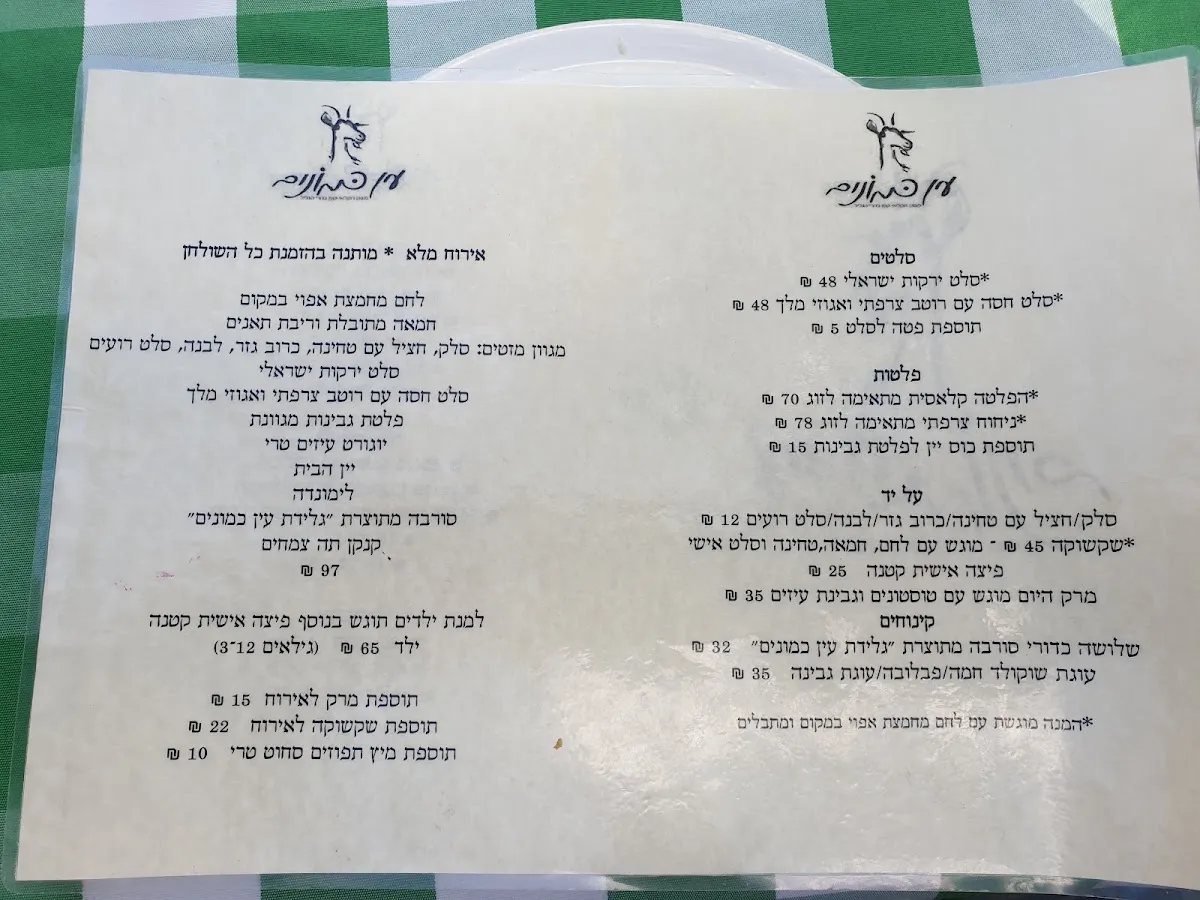 עין כמונים
סלטים
*סלט ירקות ישראלי 48 ₪
*סלט חסה עם רוטב צרפתי ואגוזי מלך 48 ₪
תוספת פטה לסלט 5 ₪
פלטות
*הפלטה קלאסית מתאימה לזוג 70 ₪
*ניחוח צרפתי מתאימה לזוג 78 ₪
תוספת כוס יין לפלטת גבינות 15 ₪
על יד
סלק/חציל עם טחינה/כרוב גזר/לבנה/סלט רועים 12 ₪
*שקשוקה 45 ₪ - מוגש עם לחם, חמאה,טחינה וסלט אישי
פיצה אישית קטנה 25 ₪
מרק היום מוגש עם טוסטונים וגבינת עיזים 35 ₪
קינוחים
שלושה כדורי סורבה מתוצרת "גלידת עין כמונים" 32 ₪
עוגת שוקולד חמה/פבלובה/עוגת גבינה 35 ₪
*המנה מוגשת עם לחם מחמצת אפוי במקום ומתבלים
עין כמונים
אירוח מלא * מותנה בהזמנת כל השולחן
לחם מחמצת אפוי במקום
חמאה מתובלת וריבת תאנים
מגוון מזטים: סלק, חציל עם טחינה, כרוב גזר, לבנה, סלט רועים
סלט ירקות ישראלי
סלט חסה עם רוטב צרפתי ואגוזי מלך
פלטת גבינות מגוונת
יוגורט עיזים טרי
יין הבית
לימונדה
סורבה מתוצרת "גלידת עין כמונים"
קנקן תה צמחים
97 ₪
למנת ילדים תוגש בנוסף פיצה אישית קטנה
ילד 65 ₪ (גילאים 3-12)
תוספת מרק לאירוח 15 ₪
תוספת שקשוקה לאירוח 22 ₪
תוספת מיץ תפוזים סחוט טרי 10 ₪